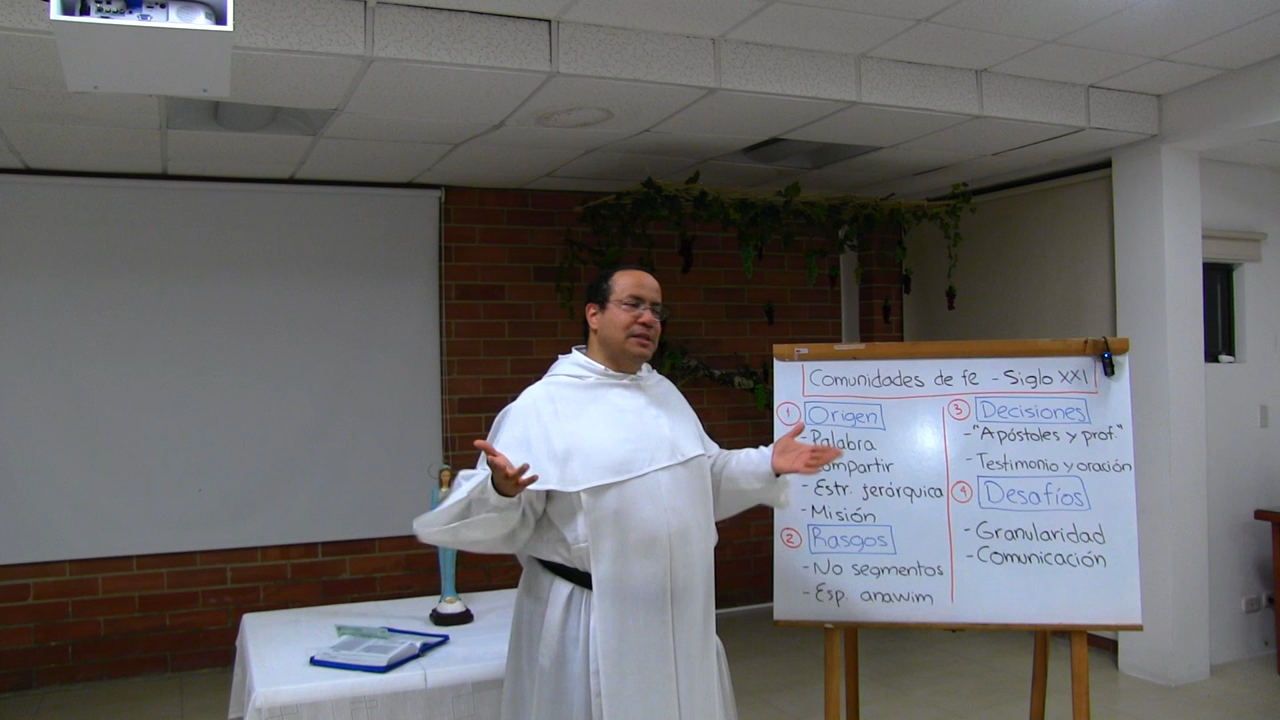 Comunidades de fe - Siglo XXI
1 Origen
- Palabra
ompartir
- Estr. jerárquica
- Misión
2 Rasgos
- No segmentos
- Esp. anawim
3 Decisiones
- "Apóstoles y prof."
- Testimonio y oración
4 Desafíos
- Granularidad
- Comunicación